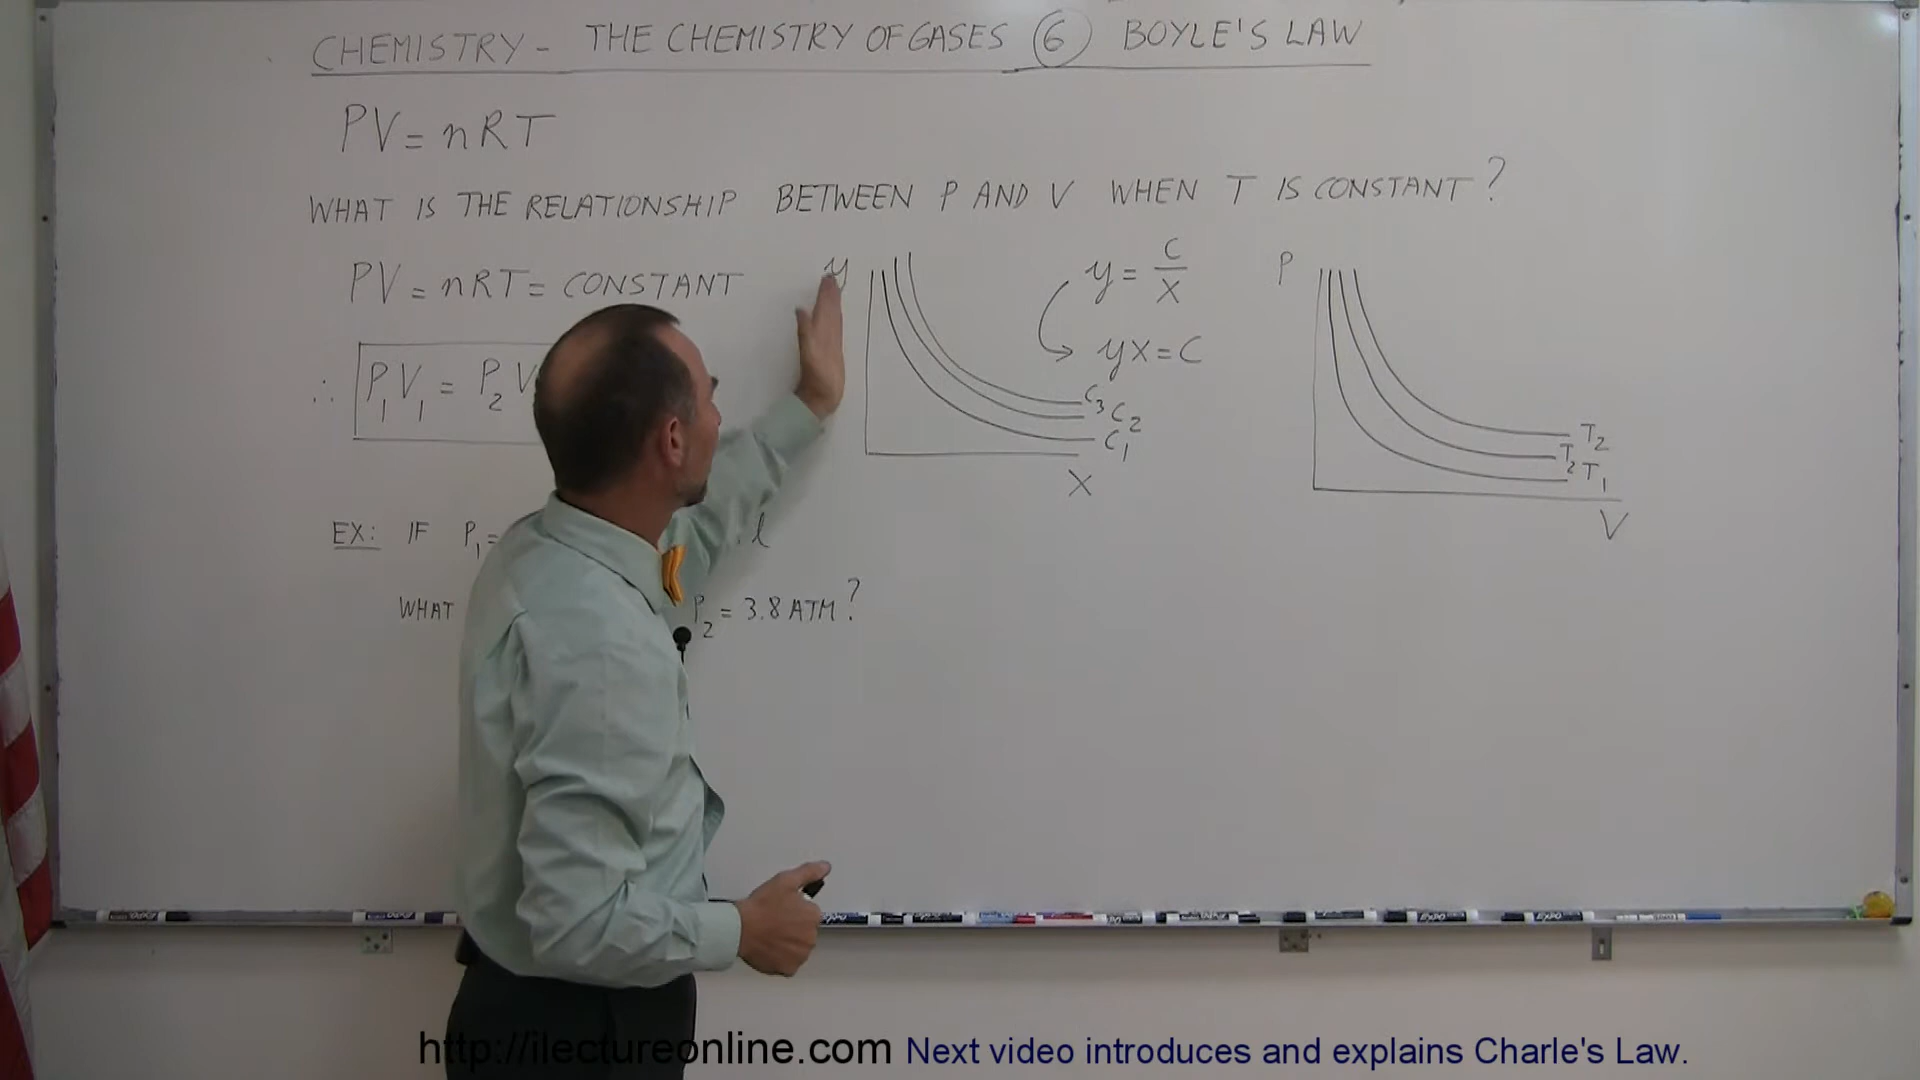 CHEMISTRY - THE CHEMISTRY OF GASES 6 BOYLE'S LAW
PV = nRT
WHAT IS THE RELATIONSHIP BETWEEN P AND V WHEN T IS CONSTANT?
PV = nRT = CONSTANT
∴ P₁V₁ = P₂V
y
y = C/X
yx = C
C₃
C₂
C₁
X
P
T₂
T₂
T₁
V
EX: IF P₁= l
WHAT P₂ = 3.8 ATM?
EXPO
http://ilectureonline.com Next video introduces and explains Charle's Law.